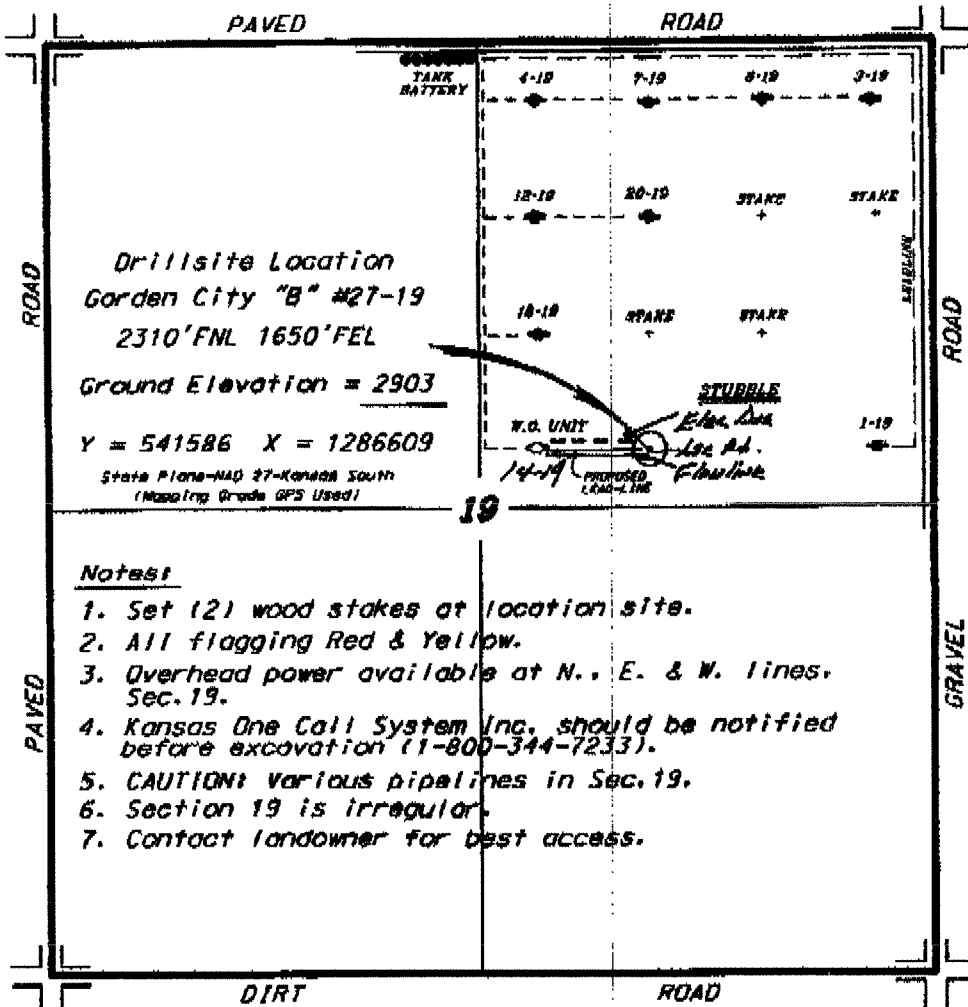 PAVED ROAD
TANK
BATTERY
4-19 7-19 3-19
12-19 20-19 STAKE STAKE
LEADLINE
ROAD
ROAD
Drillsite Location
Garden City "B" #27-19
2310'FNL 1650'FEL
18-19 STAKE STAKE
Ground Elevation = 2903
STUBBLE
Elec. Line
W.O. UNIT
1-19
Loc Rd.
14-19
Flowline
PROPOSED
LEAD-LINE
Y = 541586 X = 1286609
State Plane-NAD 27-Kansas South
(Mapping Grade GPS Used)
19
Notes:
1. Set (2) wood stakes at location site.
2. All flagging Red & Yellow.
3. Overhead power available at N., E. & W. lines.
Sec.19.
4. Kansas One Call System Inc. should be notified
before excavation (1-800-344-7233).
5. CAUTION: Various pipelines in Sec.19.
6. Section 19 is irregular.
7. Contact landowner for best access.
PAVED
GRAVEL
DIRT ROAD